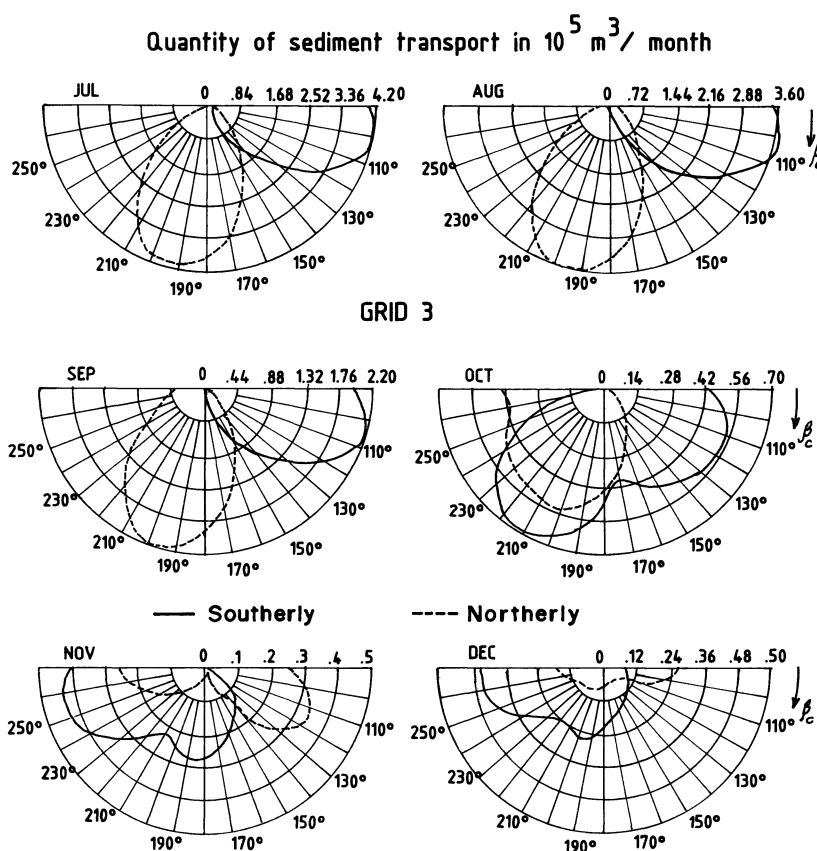 Quantity of sediment transport in 10⁵ m³/ month
JUL 0 .84 1.68 2.52 3.36 4.20
250° 230° 210° 190° 170° 150° 130° 110°
AUG 0 .72 1.44 2.16 2.88 3.60
250° 230° 210° 190° 170° 150° 130° 110°
GRID 3
SEP 0 .44 .88 1.32 1.76 2.20
250° 230° 210° 190° 170° 150° 130° 110°
OCT 0 .14 .28 .42 .56 .70
250° 230° 210° 190° 170° 150° 130° 110° βc
Southerly Northerly
NOV 0 .1 .2 .3 .4 .5
250° 230° 210° 190° 170° 150° 130° 110°
DEC 0 .12 .24 .36 .48 .50
250° 230° 210° 190° 170° 150° 130° 110° βc